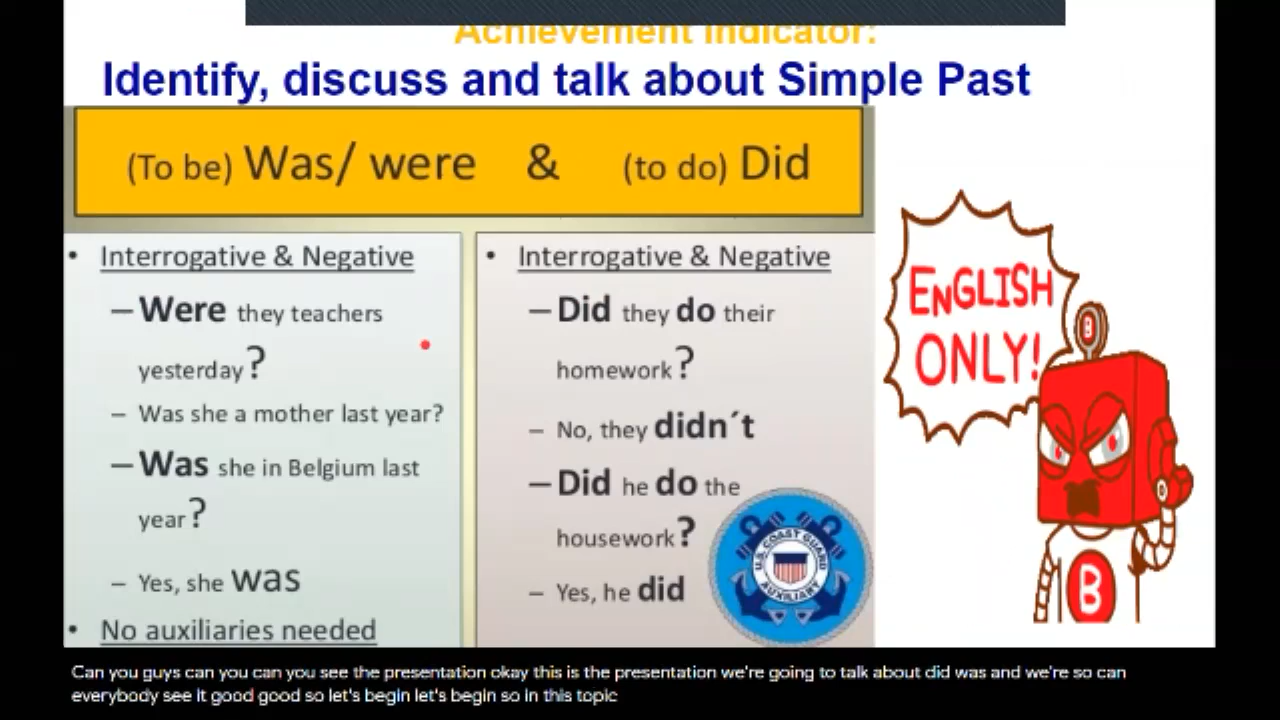 Achievement Indicator:
Identify, discuss and talk about Simple Past
(To be) Was/ were & (to do) Did
• Interrogative & Negative
– Were they teachers
yesterday?
– Was she a mother last year?
– Was she in Belgium last
year?
– Yes, she was
• No auxiliaries needed
• Interrogative & Negative
– Did they do their
homework?
– No, they didn´t
– Did he do the
housework?
– Yes, he did
U.S. COAST GUARD
AUXILIARY
ENGLISH
ONLY!
B
B
Can you guys can you can you see the presentation okay this is the presentation we're going to talk about did was and we're so can
everybody see it good good so let's begin let's begin so in this topic